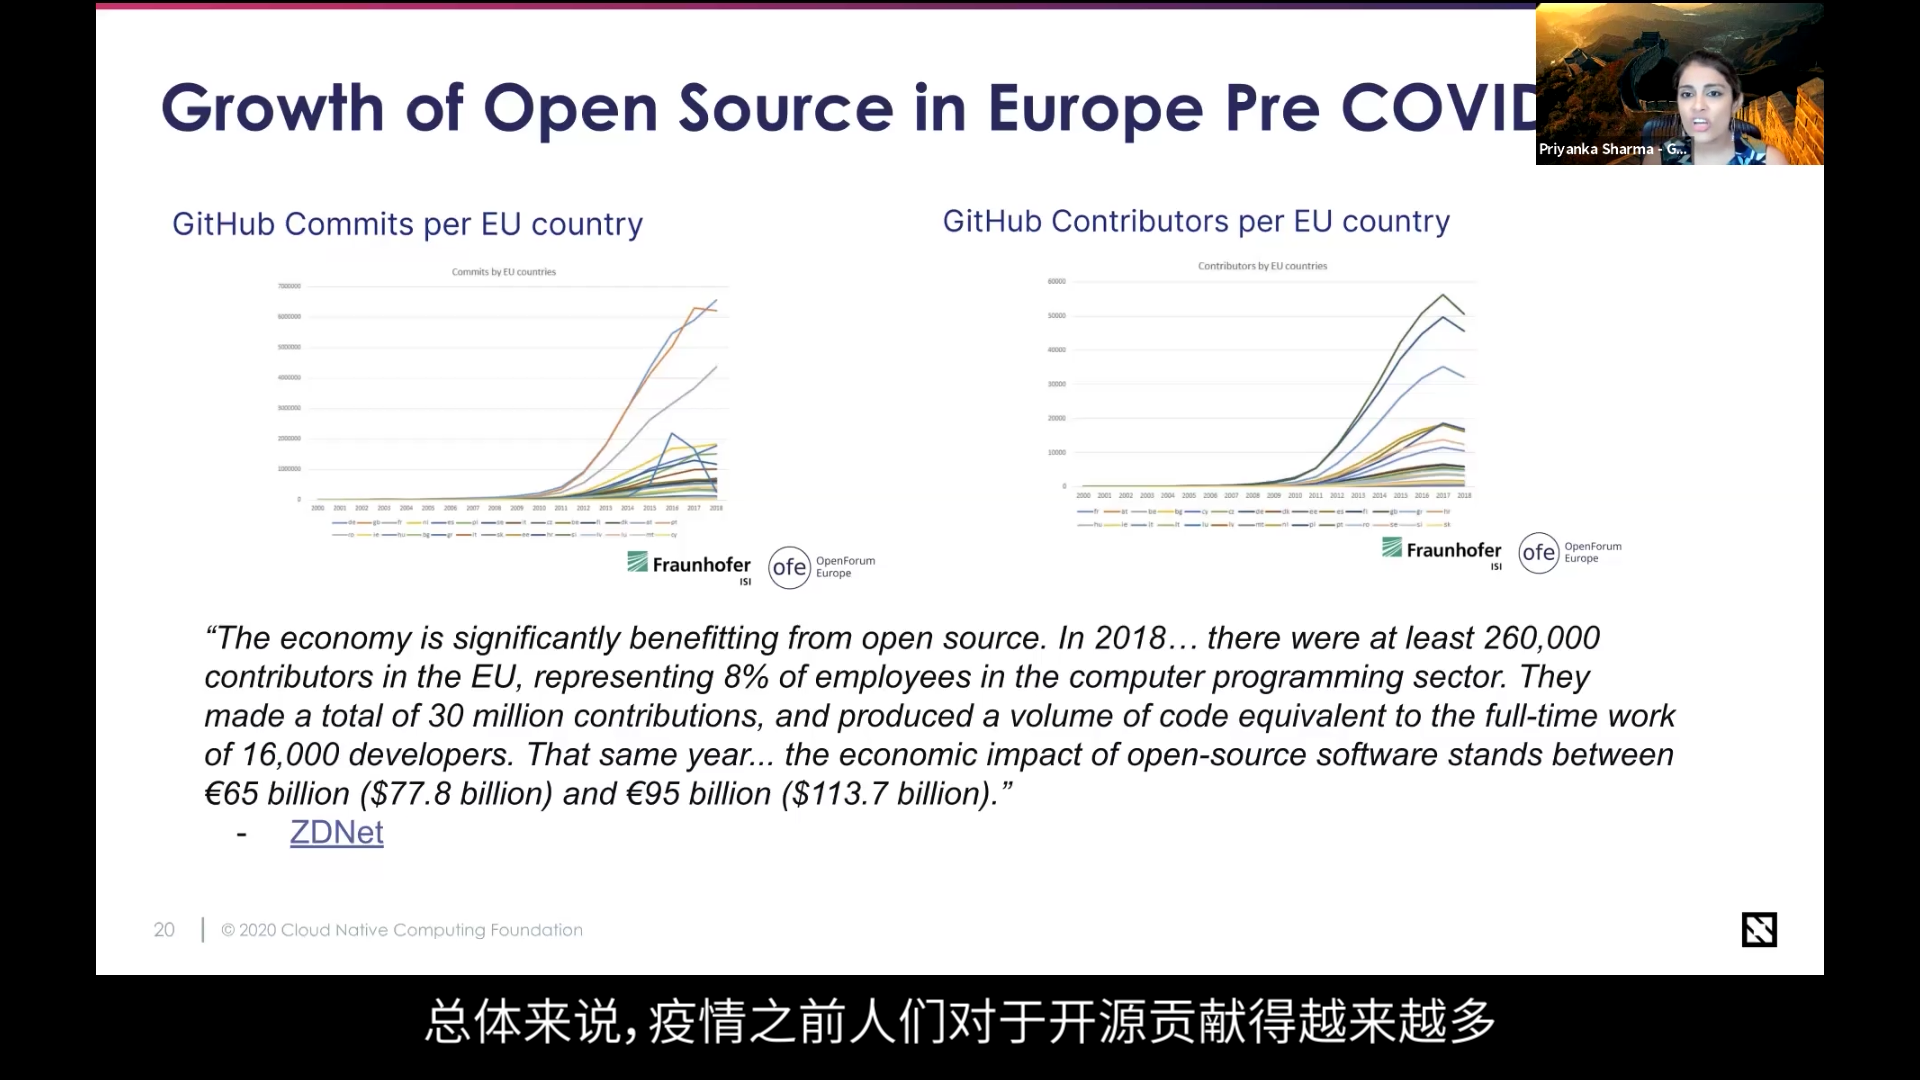 Growth of Open Source in Europe Pre COVID
Priyanka Sharma - G...
GitHub Commits per EU country
GitHub Contributors per EU country
Commits by EU countries
7000000
6000000
5000000
4000000
3000000
2000000
1000000
0
2000 2001 2002 2003 2004 2005 2006 2007 2008 2009 2010 2011 2012 2013 2014 2015 2016 2017 2018
Contributors by EU countries
60000
50000
40000
30000
20000
10000
0
2000 2001 2002 2003 2004 2005 2006 2007 2008 2009 2010 2011 2012 2013 2014 2015 2016 2017 2018
Fraunhofer
ISI
ofe
OpenForum
Europe
Fraunhofer
ISI
ofe
OpenForum
Europe
“The economy is significantly benefitting from open source. In 2018… there were at least 260,000
contributors in the EU, representing 8% of employees in the computer programming sector. They
made a total of 30 million contributions, and produced a volume of code equivalent to the full-time work
of 16,000 developers. That same year... the economic impact of open-source software stands between
€65 billion ($77.8 billion) and €95 billion ($113.7 billion).”
- ZDNet
20 | © 2020 Cloud Native Computing Foundation
总体来说，疫情之前人们对于开源贡献得越来越多